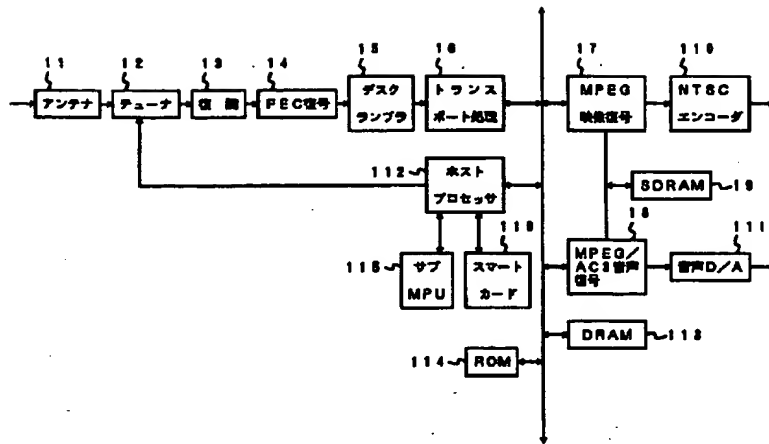 11
アンテナ
12
テューナ
13
復調
14
FEC復号
15
デスク
ランブラ
16
トランス
ポート処理
17
MPEG
映像復号
110
NTSC
エンコーダ
112
ホスト
プロセッサ
SDRAM
19
18
MPEG/
AC3音声
復号
111
音声D/A
115
サブ
MPU
スマート
カード
DRAM
113
114
ROM